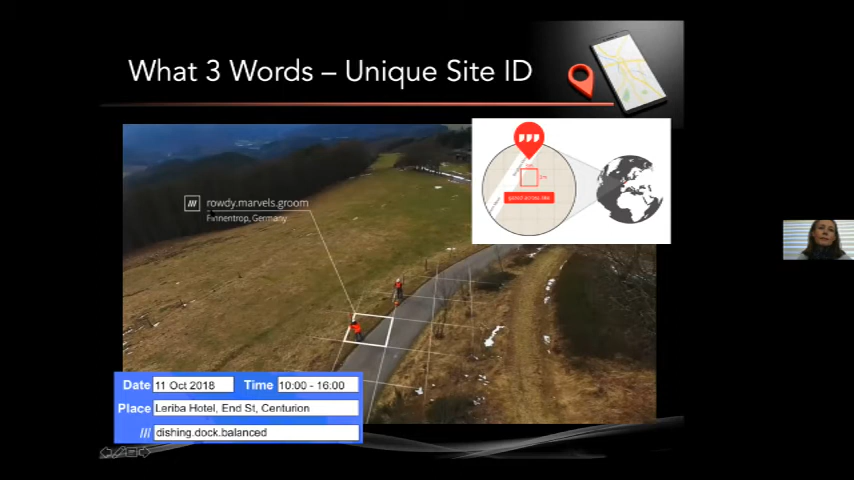 What 3 Words – Unique Site ID
rowdy.marvels.groom
Finnentrop, Germany
Date 11 Oct 2018 Time 10:00 - 16:00
Place Leriba Hotel, End St, Centurion
/// dishing.dock.balanced